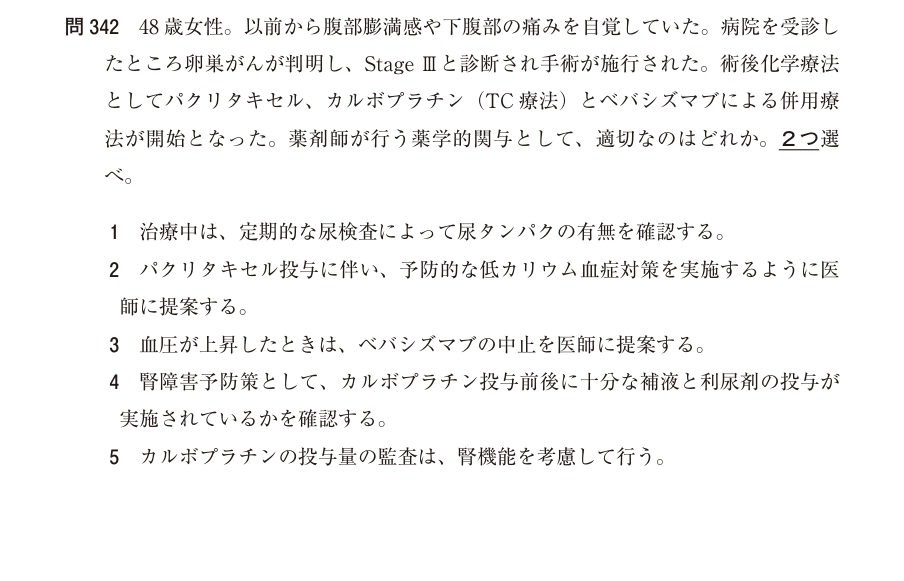 問 342　48 歳女性。以前から腹部膨満感や下腹部の痛みを自覚していた。病院を受診し
たところ卵巣がんが判明し、Stage Ⅲと診断され手術が施行された。術後化学療法
としてパクリタキセル、カルボプラチン（TC 療法）とベバシズマブによる併用療
法が開始となった。薬剤師が行う薬学的関与として、適切なのはどれか。２つ選
べ。
1　治療中は、定期的な尿検査によって尿タンパクの有無を確認する。
2　パクリタキセル投与に伴い、予防的な低カリウム血症対策を実施するように医
師に提案する。
3　血圧が上昇したときは、ベバシズマブの中止を医師に提案する。
4　腎障害予防策として、カルボプラチン投与前後に十分な補液と利尿剤の投与が
実施されているかを確認する。
5　カルボプラチンの投与量の監査は、腎機能を考慮して行う。